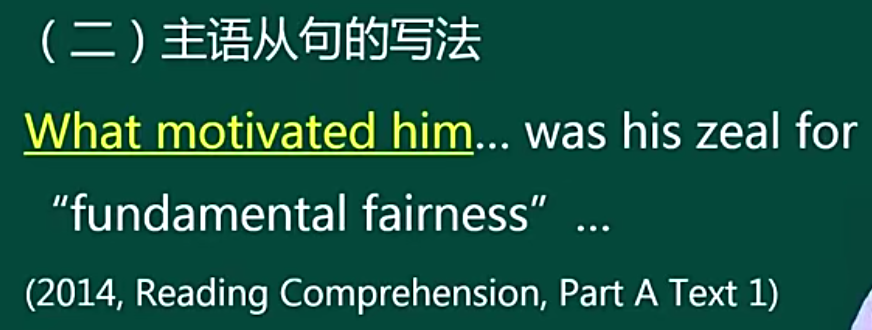 （二）主语从句的写法
What motivated him... was his zeal for
“fundamental fairness” ...
(2014, Reading Comprehension, Part A Text 1)